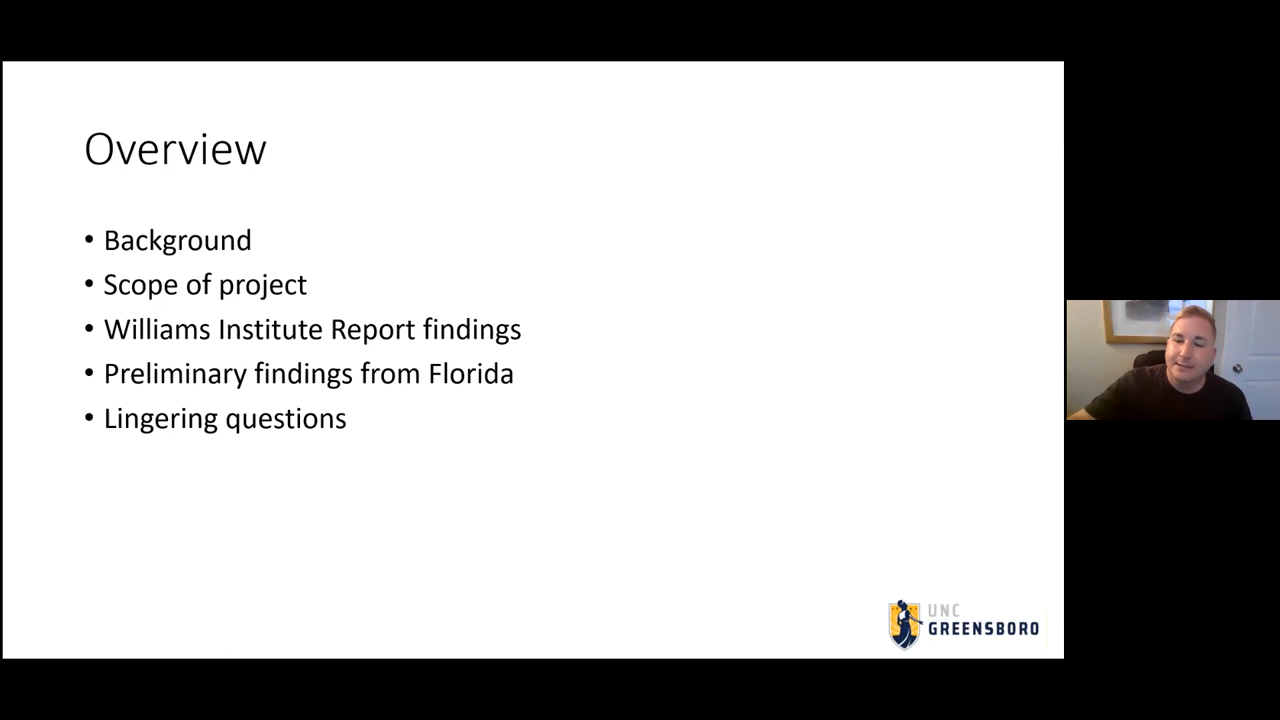 Overview
• Background
• Scope of project
• Williams Institute Report findings
• Preliminary findings from Florida
• Lingering questions
UNC
GREENSBORO